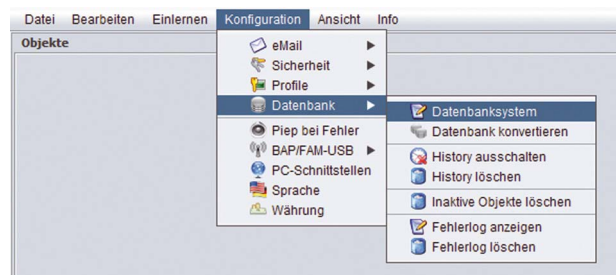 Datei Bearbeiten Einlernen Konfiguration Ansicht Info
Objekte
eMail
Sicherheit
Profile
Datenbank
Piep bei Fehler
BAP/FAM-USB
PC-Schnittstellen
Sprache
Währung
Datenbanksystem
Datenbank konvertieren
History ausschalten
History löschen
Inaktive Objekte löschen
Fehlerlog anzeigen
Fehlerlog löschen